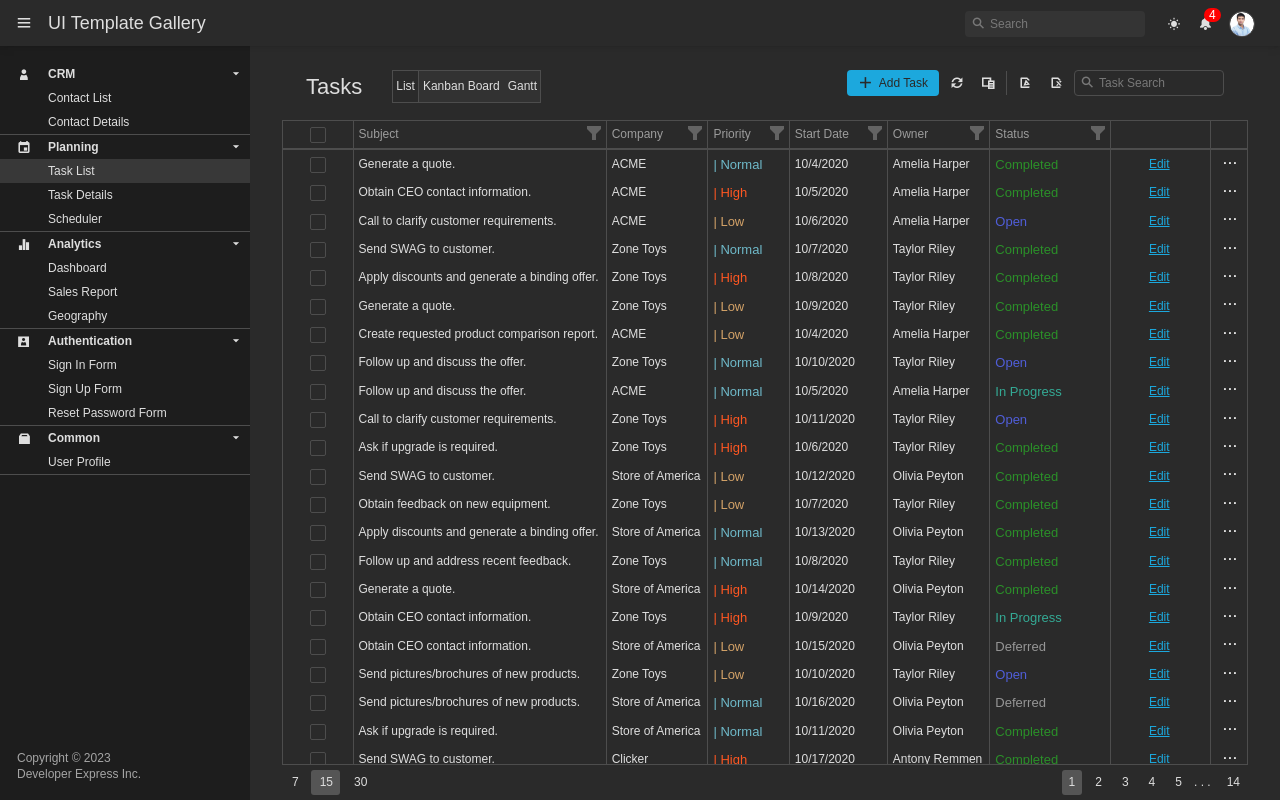 UI Template Gallery
Search
4
CRM
Contact List
Contact Details
Planning
Task List
Task Details
Scheduler
Analytics
Dashboard
Sales Report
Geography
Authentication
Sign In Form
Sign Up Form
Reset Password Form
Common
User Profile
Copyright © 2023
Developer Express Inc.
Tasks
List Kanban Board Gantt
Add Task
Task Search
Subject Company Priority Start Date Owner Status
Generate a quote. ACME | Normal 10/4/2020 Amelia Harper Completed Edit ...
Obtain CEO contact information. ACME | High 10/5/2020 Amelia Harper Completed Edit ...
Call to clarify customer requirements. ACME | Low 10/6/2020 Amelia Harper Open Edit ...
Send SWAG to customer. Zone Toys | Normal 10/7/2020 Taylor Riley Completed Edit ...
Apply discounts and generate a binding offer. Zone Toys | High 10/8/2020 Taylor Riley Completed Edit ...
Generate a quote. Zone Toys | Low 10/9/2020 Taylor Riley Completed Edit ...
Create requested product comparison report. ACME | Low 10/4/2020 Amelia Harper Completed Edit ...
Follow up and discuss the offer. Zone Toys | Normal 10/10/2020 Taylor Riley Open Edit ...
Follow up and discuss the offer. ACME | Normal 10/5/2020 Amelia Harper In Progress Edit ...
Call to clarify customer requirements. Zone Toys | High 10/11/2020 Taylor Riley Open Edit ...
Ask if upgrade is required. Zone Toys | High 10/6/2020 Taylor Riley Completed Edit ...
Send SWAG to customer. Store of America | Low 10/12/2020 Olivia Peyton Completed Edit ...
Obtain feedback on new equipment. Zone Toys | Low 10/7/2020 Taylor Riley Completed Edit ...
Apply discounts and generate a binding offer. Store of America | Normal 10/13/2020 Olivia Peyton Completed Edit ...
Follow up and address recent feedback. Zone Toys | Normal 10/8/2020 Taylor Riley Completed Edit ...
Generate a quote. Store of America | High 10/14/2020 Olivia Peyton Completed Edit ...
Obtain CEO contact information. Zone Toys | High 10/9/2020 Taylor Riley In Progress Edit ...
Obtain CEO contact information. Store of America | Low 10/15/2020 Olivia Peyton Deferred Edit ...
Send pictures/brochures of new products. Zone Toys | Low 10/10/2020 Taylor Riley Open Edit ...
Send pictures/brochures of new products. Store of America | Normal 10/16/2020 Olivia Peyton Deferred Edit ...
Ask if upgrade is required. Store of America | Normal 10/11/2020 Olivia Peyton Completed Edit ...
Send SWAG to customer. Clicker | High 10/17/2020 Antony Remmen Completed Edit ...
7 15 30
1 2 3 4 5 . . . 14